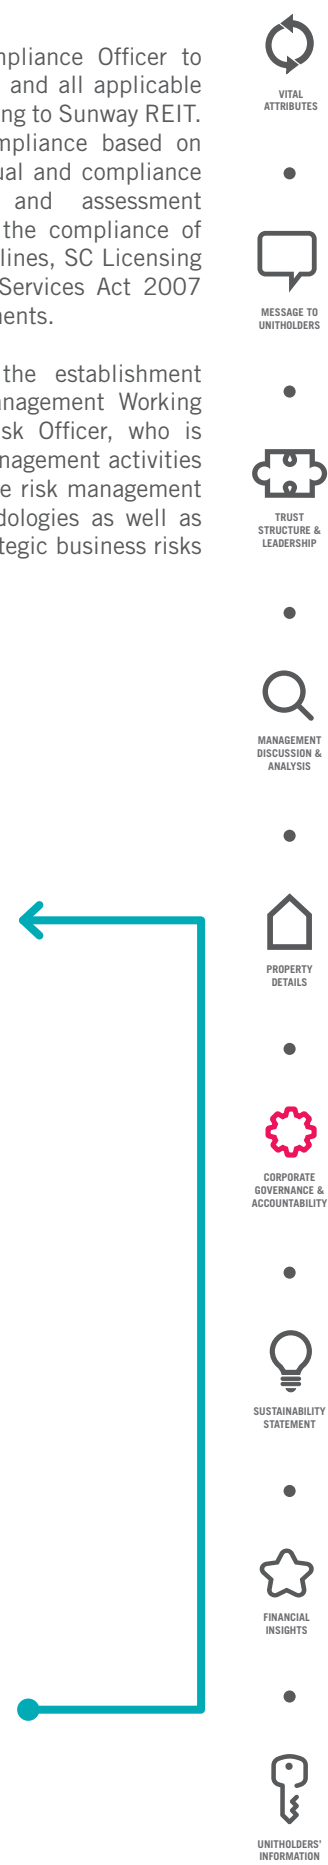 mpliance Officer to
and all applicable
ng to Sunway REIT.
mpliance based on
ual and compliance
and assessment
the compliance of
lines, SC Licensing
Services Act 2007
nents.
the establishment
anagement Working
sk Officer, who is
nagement activities
e risk management
dologies as well as
tegic business risks
VITAL
ATTRIBUTES
MESSAGE TO
UNITHOLDERS
TRUST
STRUCTURE &
LEADERSHIP
MANAGEMENT
DISCUSSION &
ANALYSIS
PROPERTY
DETAILS
CORPORATE
GOVERNANCE &
ACCOUNTABILITY
SUSTAINABILITY
STATEMENT
FINANCIAL
INSIGHTS
UNITHOLDERS'
INFORMATION